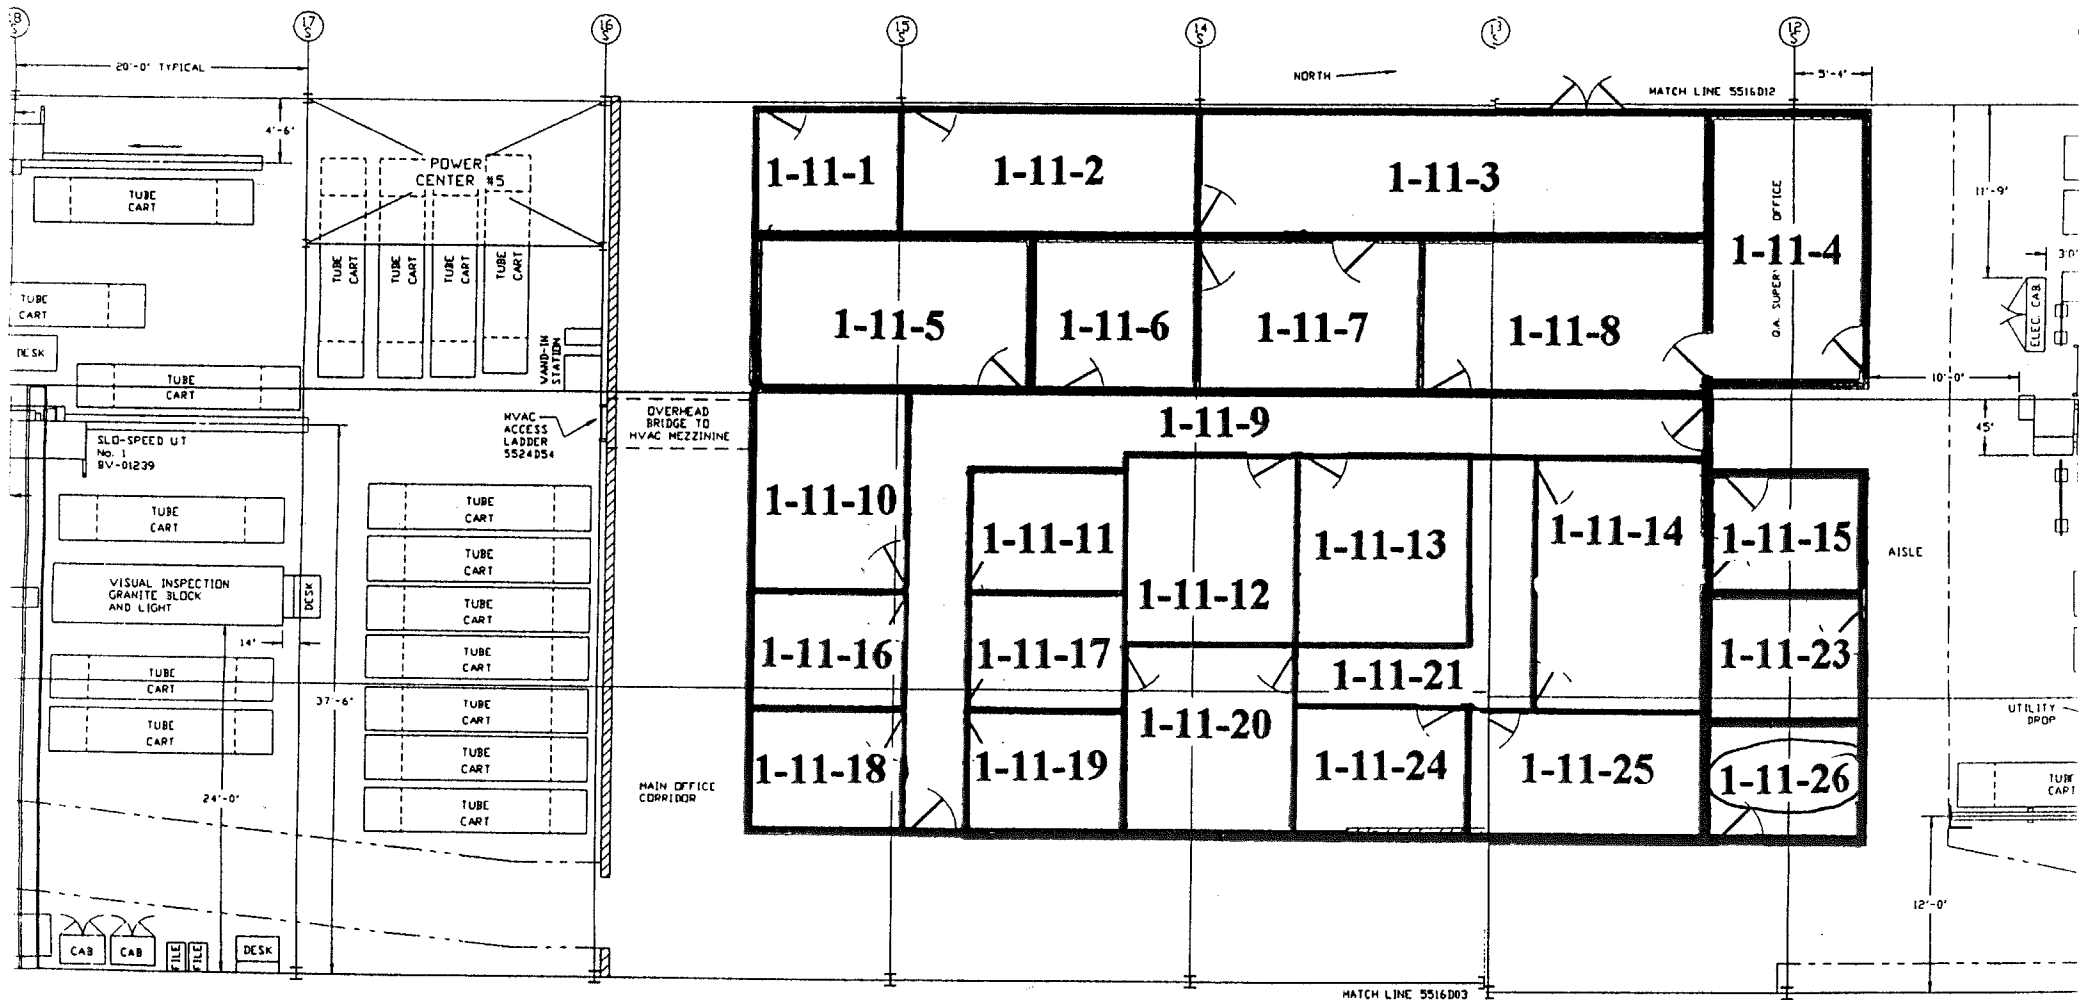 18 S
17 S
16 S
15 S
14 S
13 S
12 S
20'-0" TYPICAL
NORTH
5'-4"
MATCH LINE 5516D12
4'-6"
POWER
CENTER #5
TUBE
CART
TUBE
CART
TUBE
CART
TUBE
CART
TUBE
CART
TUBE
CART
DESK
TUBE
CART
1-11-1
1-11-2
1-11-3
1-11-4
Q.A. SUPERV
OFFICE
11'-9"
3'0"
ELEC. CAB.
1-11-5
1-11-6
1-11-7
1-11-8
10'-0"
45"
HVAC
ACCESS
LADDER
5524D54
OVERHEAD
BRIDGE TO
HVAC MEZZININE
1-11-9
SLO-SPEED UT
No. 1
BV-01239
TUBE
CART
TUBE
CART
1-11-10
1-11-11
1-11-12
1-11-13
1-11-14
1-11-15
AISLE
TUBE
CART
VISUAL INSPECTION
GRANITE BLOCK
AND LIGHT
DESK
14"
TUBE
CART
TUBE
CART
1-11-16
1-11-17
1-11-21
1-11-23
TUBE
CART
37'-6"
TUBE
CART
UTILITY
DROP
TUBE
CART
TUBE
CART
1-11-18
1-11-19
1-11-20
1-11-24
1-11-25
1-11-26
MAIN OFFICE
CORRIDOR
24'-0"
TUBE
CART
TUBE
CART
12'-0"
CAB
CAB
FILE
FILE
DESK
MATCH LINE 5516D03